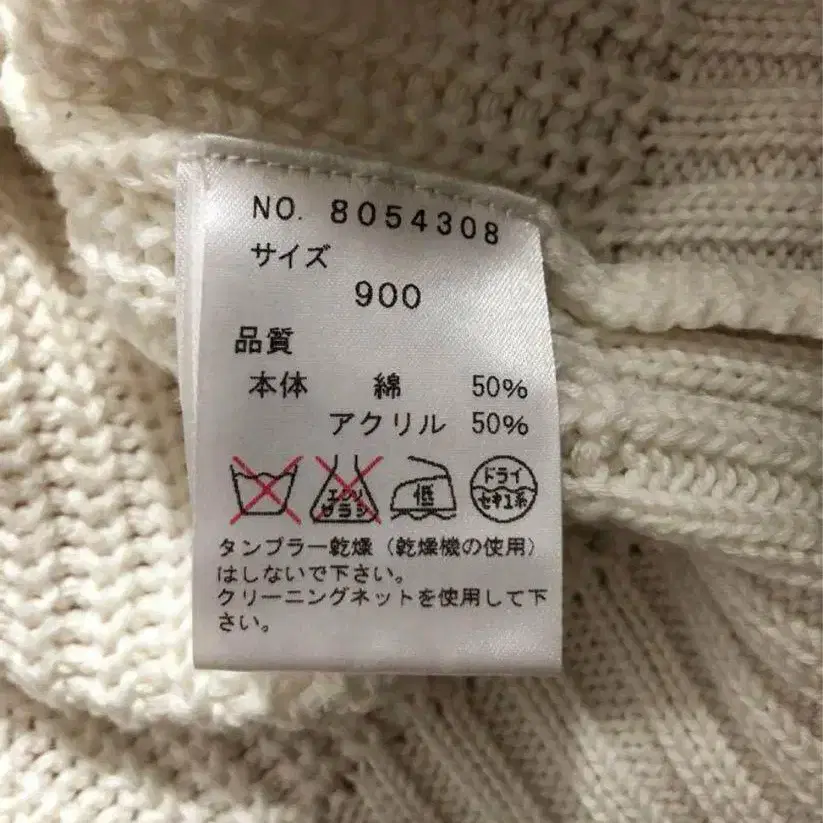 NO. 8054308
サイズ
900
品質
本体 綿 50%
アクリル 50%
エンソ サラシ 低 ドライ セキユ系
タンブラー乾燥（乾燥機の使用）
はしないで下さい。
クリーニングネットを使用して下
さい。